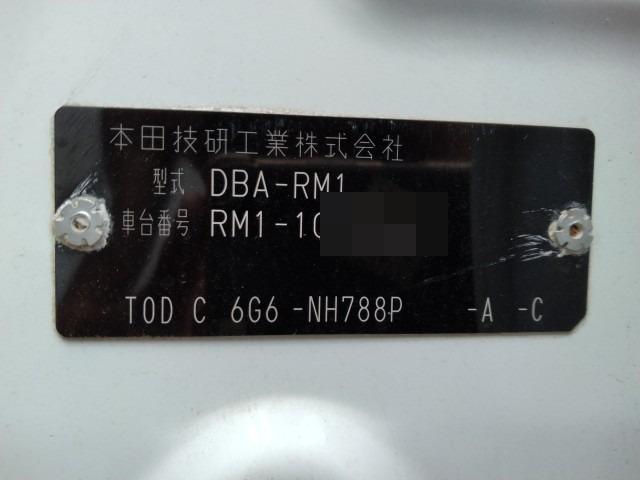 本田技研工業株式会社
型式 DBA-RM1
車台番号 RM1-10
TOD C 6G6 -NH788P -A -C